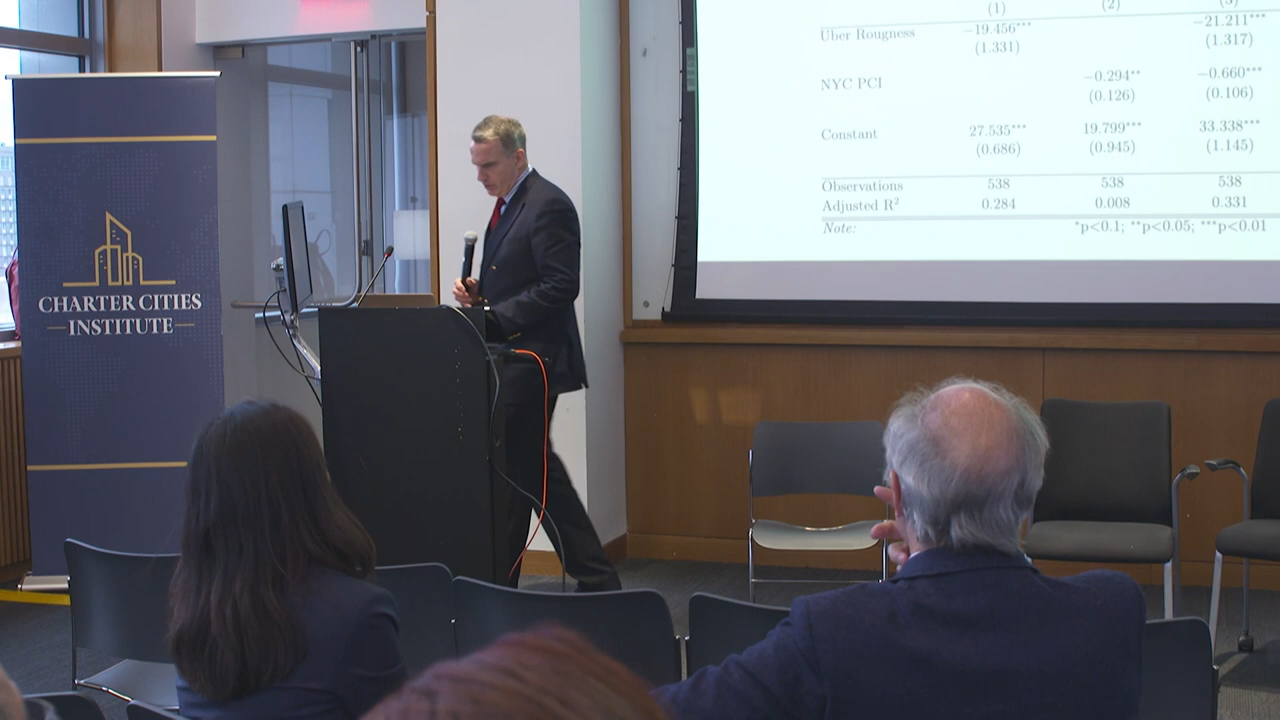 CHARTER CITIES
INSTITUTE
(1) (2) (3)
Uber Rougness −19.456*** −21.211***
(1.331) (1.317)
NYC PCI −0.294** −0.660***
(0.126) (0.106)
Constant 27.535*** 19.799*** 33.338***
(0.686) (0.945) (1.145)
Observations 538 538 538
Adjusted R² 0.284 0.008 0.331
Note: *p<0.1; **p<0.05; ***p<0.01